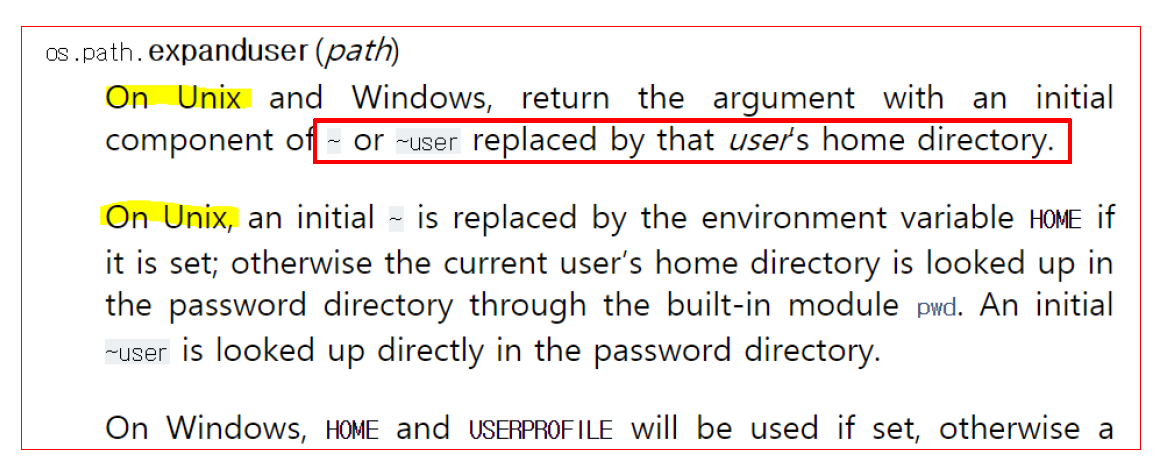 os.path.expanduser(path)
On Unix and Windows, return the argument with an initial
component of ~ or ~user replaced by that user's home directory.
On Unix, an initial ~ is replaced by the environment variable HOME if
it is set; otherwise the current user’s home directory is looked up in
the password directory through the built-in module pwd. An initial
~user is looked up directly in the password directory.
On Windows, HOME and USERPROFILE will be used if set, otherwise a